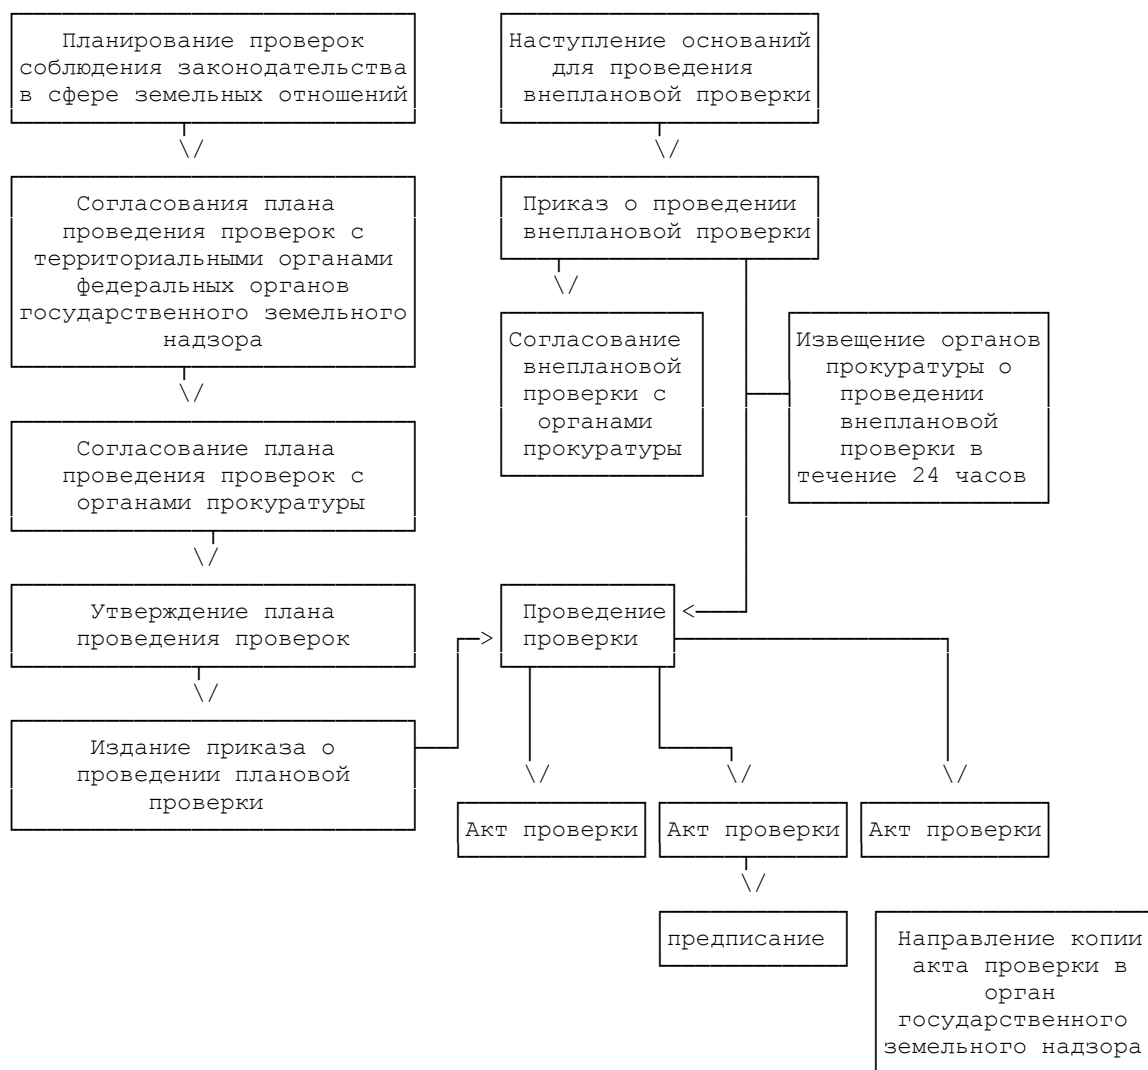 Планирование проверок
соблюдения законодательства
в сфере земельных отношений
Наступление оснований
для проведения
внеплановой проверки
Согласования плана
проведения проверок с
территориальными органами
федеральных органов
государственного земельного
надзора
Приказ о проведении
внеплановой проверки
Согласование
внеплановой
проверки с
органами
прокуратуры
Извещение органов
прокуратуры о
проведении
внеплановой
проверки в
течение 24 часов
Согласование плана
проведения проверок с
органами прокуратуры
Утверждение плана
проведения проверок
Проведение
проверки
Издание приказа о
проведении плановой
проверки
Акт проверки
Акт проверки
Акт проверки
предписание
Направление копии
акта проверки в
орган
государственного
земельного надзора